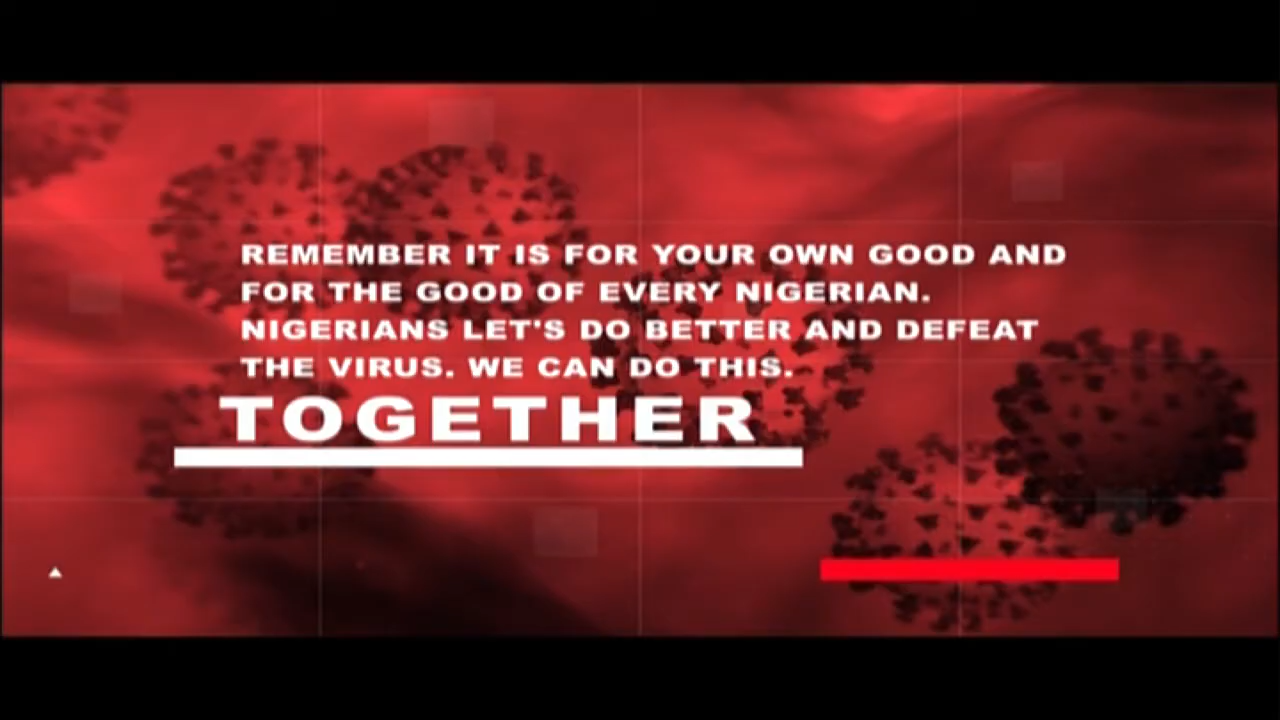 REMEMBER IT IS FOR YOUR OWN GOOD AND
FOR THE GOOD OF EVERY NIGERIAN.
NIGERIANS LET'S DO BETTER AND DEFEAT
THE VIRUS. WE CAN DO THIS.
TOGETHER